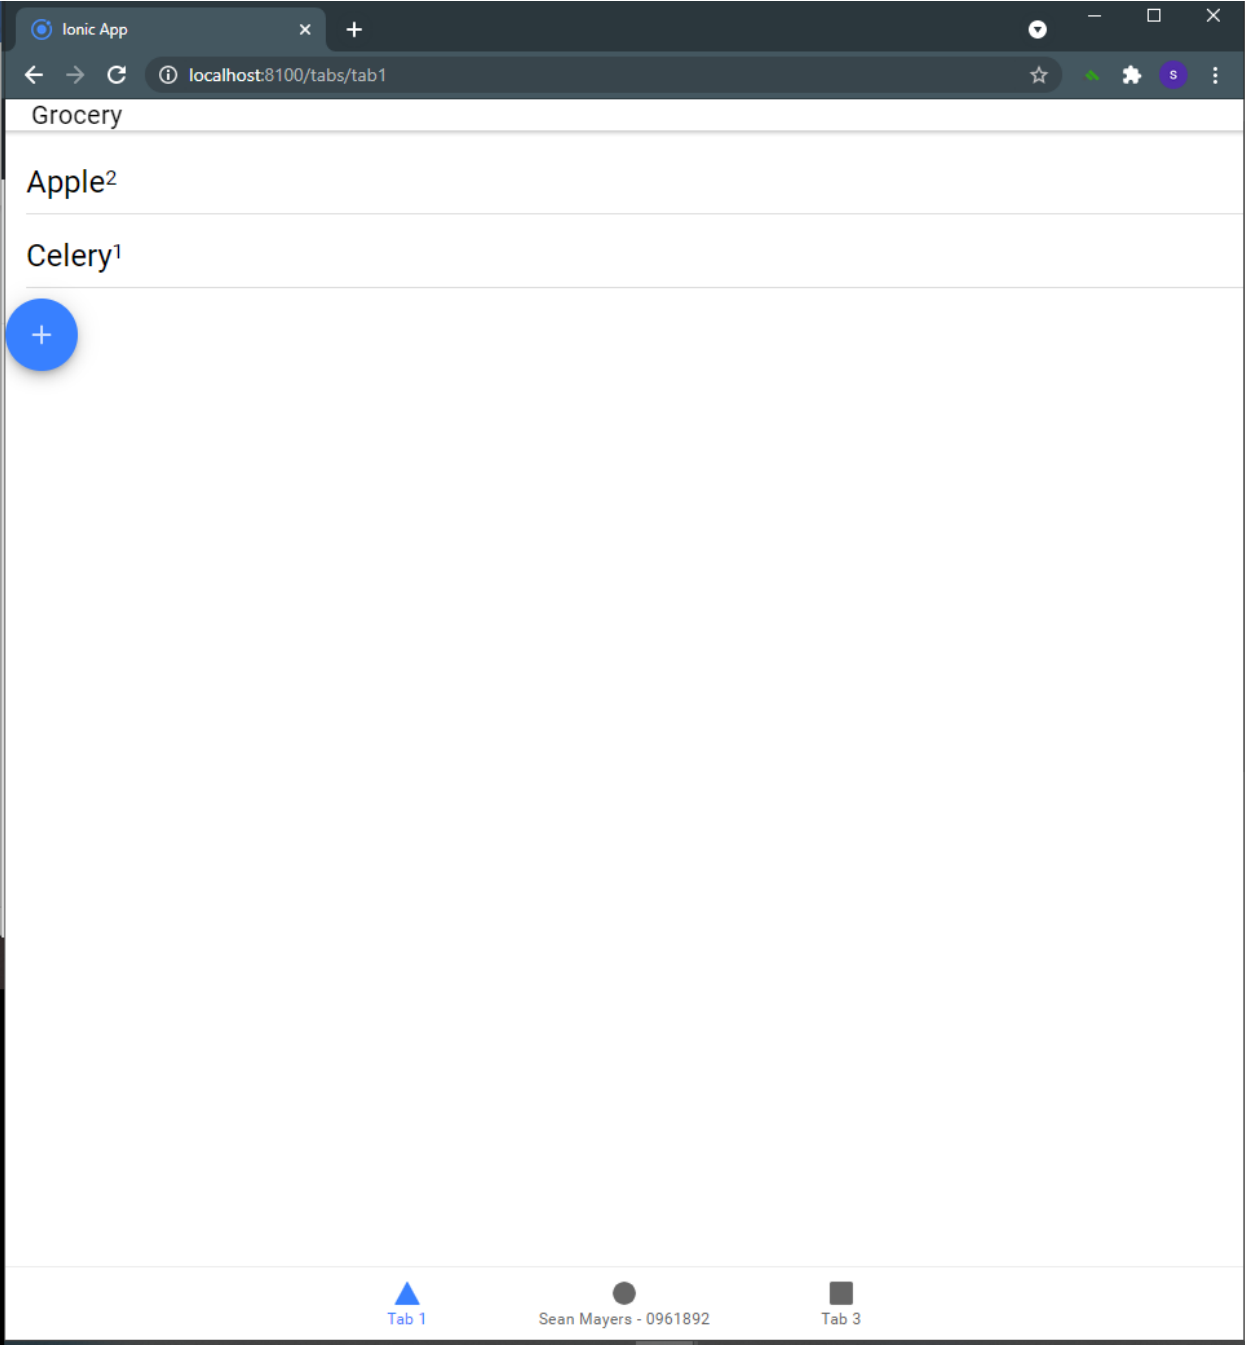 Ionic App
localhost:8100/tabs/tab1
S
Grocery
Apple²
Celery¹
Tab 1
Sean Mayers - 0961892
Tab 3